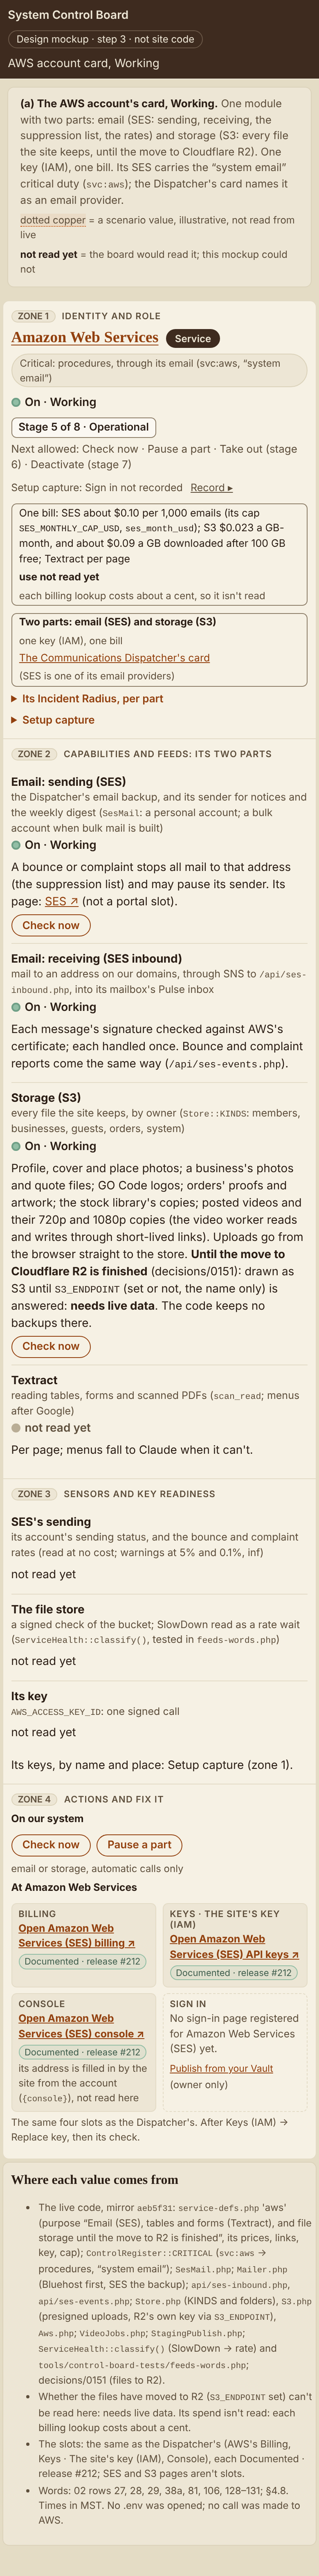 System Control Board
Design mockup · step 3 · not site code
AWS account card, Working
(a) The AWS account's card, Working. One module
with two parts: email (SES: sending, receiving, the
suppression list, the rates) and storage (S3: every file
the site keeps, until the move to Cloudflare R2). One
key (IAM), one bill. Its SES carries the “system email”
critical duty (svc:aws); the Dispatcher's card names it
as an email provider.
dotted copper = a scenario value, illustrative, not read from
live
not read yet = the board would read it; this mockup could
not
ZONE 1 IDENTITY AND ROLE
Amazon Web Services Service
Critical: procedures, through its email (svc:aws, “system
email”)
On · Working
Stage 5 of 8 · Operational
Next allowed: Check now · Pause a part · Take out (stage
6) · Deactivate (stage 7)
Setup capture: Sign in not recorded Record ▸
One bill: SES about $0.10 per 1,000 emails (its cap
SES_MONTHLY_CAP_USD, ses_month_usd); S3 $0.023 a GB-
month, and about $0.09 a GB downloaded after 100 GB
free; Textract per page
use not read yet
each billing lookup costs about a cent, so it isn't read
Two parts: email (SES) and storage (S3)
one key (IAM), one bill
The Communications Dispatcher's card
(SES is one of its email providers)
▶ Its Incident Radius, per part
▶ Setup capture
ZONE 2 CAPABILITIES AND FEEDS: ITS TWO PARTS
Email: sending (SES)
the Dispatcher's email backup, and its sender for notices and
the weekly digest (SesMail: a personal account; a bulk
account when bulk mail is built)
On · Working
A bounce or complaint stops all mail to that address
(the suppression list) and may pause its sender. Its
page: SES ↗ (not a portal slot).
Check now
Email: receiving (SES inbound)
mail to an address on our domains, through SNS to /api/ses-
inbound.php, into its mailbox's Pulse inbox
On · Working
Each message's signature checked against AWS's
certificate; each handled once. Bounce and complaint
reports come the same way (/api/ses-events.php).
Storage (S3)
every file the site keeps, by owner (Store::KINDS: members,
businesses, guests, orders, system)
On · Working
Profile, cover and place photos; a business's photos
and quote files; GO Code logos; orders' proofs and
artwork; the stock library's copies; posted videos and
their 720p and 1080p copies (the video worker reads
and writes through short-lived links). Uploads go from
the browser straight to the store. Until the move to
Cloudflare R2 is finished (decisions/0151): drawn as
S3 until S3_ENDPOINT (set or not, the name only) is
answered: needs live data. The code keeps no
backups there.
Check now
Textract
reading tables, forms and scanned PDFs (scan_read; menus
after Google)
not read yet
Per page; menus fall to Claude when it can't.
ZONE 3 SENSORS AND KEY READINESS
SES's sending
its account's sending status, and the bounce and complaint
rates (read at no cost; warnings at 5% and 0.1%, inf)
not read yet
The file store
a signed check of the bucket; SlowDown read as a rate wait
(ServiceHealth::classify(), tested in feeds-words.php)
not read yet
Its key
AWS_ACCESS_KEY_ID: one signed call
not read yet
Its keys, by name and place: Setup capture (zone 1).
ZONE 4 ACTIONS AND FIX IT
On our system
Check now Pause a part
email or storage, automatic calls only
At Amazon Web Services
BILLING
Open Amazon Web
Services (SES) billing ↗
Documented · release #212
KEYS · THE SITE'S KEY
(IAM)
Open Amazon Web
Services (SES) API keys ↗
Documented · release #212
CONSOLE
Open Amazon Web
Services (SES) console ↗
Documented · release #212
its address is filled in by the
site from the account
({console}), not read here
SIGN IN
No sign-in page registered
for Amazon Web Services
(SES) yet.
Publish from your Vault
(owner only)
The same four slots as the Dispatcher's. After Keys (IAM) →
Replace key, then its check.
Where each value comes from
• The live code, mirror aeb5f31: service-defs.php 'aws'
(purpose “Email (SES), tables and forms (Textract), and file
storage until the move to R2 is finished”, its prices, links,
key, cap); ControlRegister::CRITICAL (svc:aws →
procedures, “system email”); SesMail.php; Mailer.php
(Bluehost first, SES the backup); api/ses-inbound.php,
api/ses-events.php; Store.php (KINDS and folders), S3.php
(presigned uploads, R2's own key via S3_ENDPOINT),
Aws.php; VideoJobs.php; StagingPublish.php;
ServiceHealth::classify() (SlowDown → rate) and
tools/control-board-tests/feeds-words.php;
decisions/0151 (files to R2).
• Whether the files have moved to R2 (S3_ENDPOINT set) can't
be read here: needs live data. Its spend isn't read: each
billing lookup costs about a cent.
• The slots: the same as the Dispatcher's (AWS's Billing,
Keys · The site's key (IAM), Console), each Documented ·
release #212; SES and S3 pages aren't slots.
• Words: 02 rows 27, 28, 29, 38a, 81, 106, 128–131; §4.8.
Times in MST. No .env was opened; no call was made to
AWS.